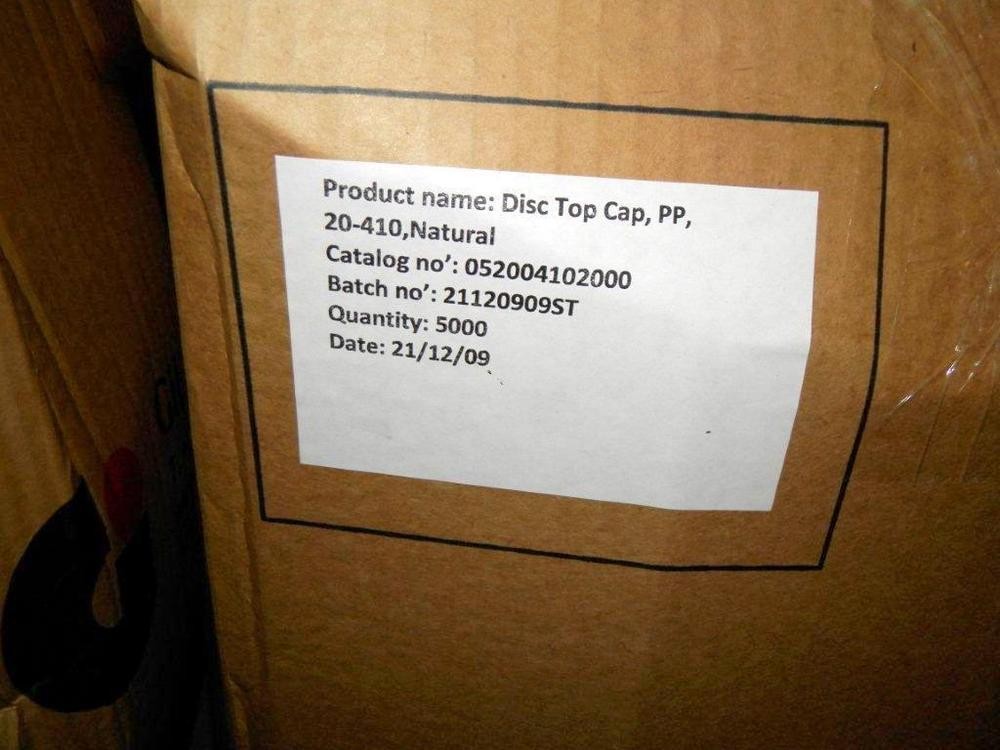 Product name: Disc Top Cap, PP,
20-410,Natural
Catalog no’: 052004102000
Batch no’: 21120909ST
Quantity: 5000
Date: 21/12/09